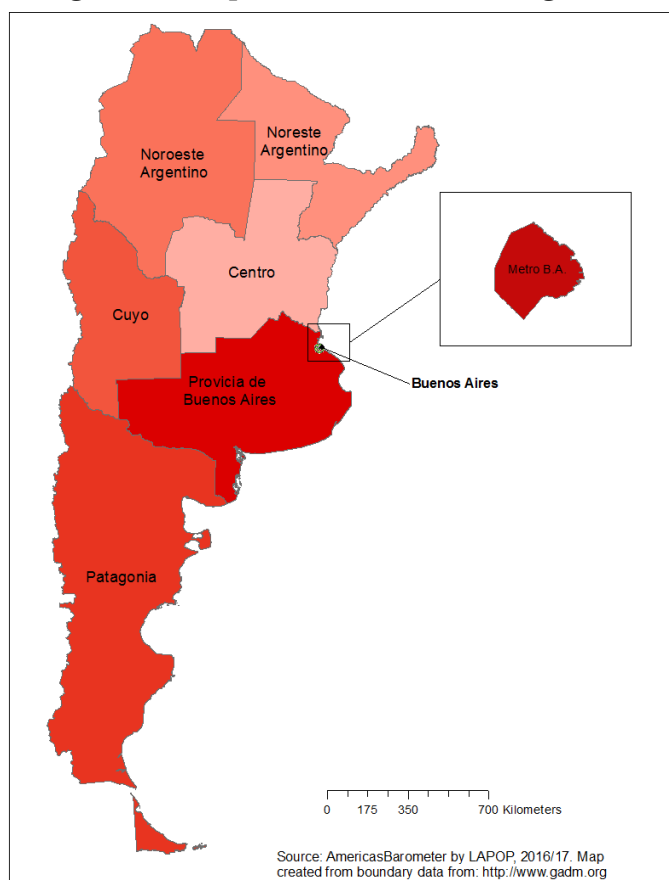 Noroeste
Argentino
Noreste
Argentino
Centro
Cuyo
Metro B.A.
Provicia de
Buenos Aires
Buenos Aires
Patagonia
0 175 350 700 Kilometers
Source: AmericasBarometer by LAPOP, 2016/17. Map
created from boundary data from: http://www.gadm.org